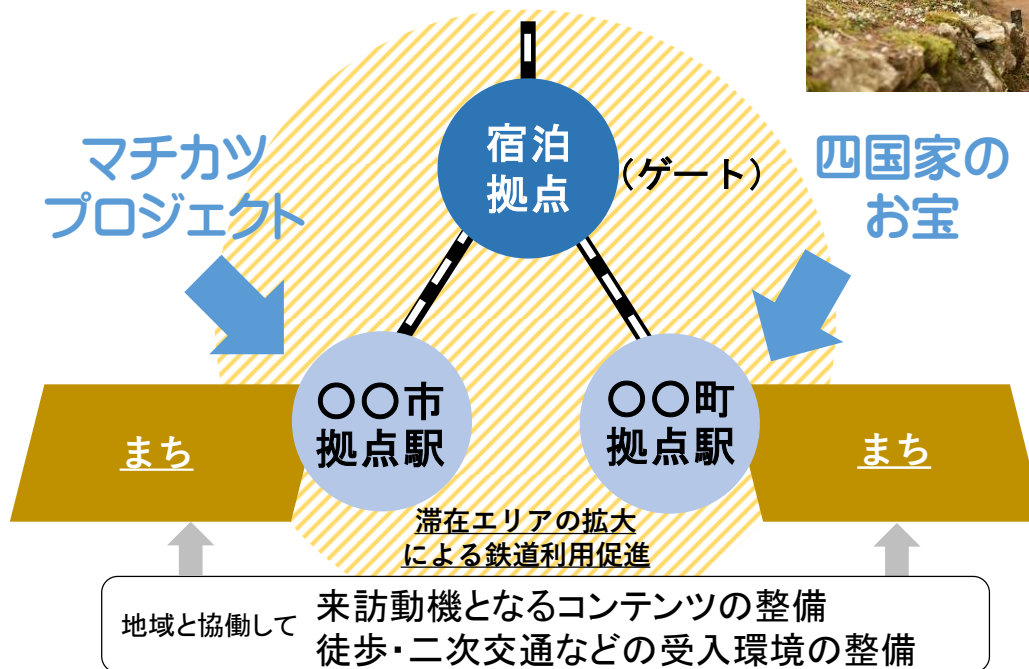 宿泊
拠点
(ゲート)
マチカツ
プロジェクト
四国家の
お宝
〇〇市
拠点駅
〇〇町
拠点駅
まち
まち
滞在エリアの拡大
による鉄道利用促進
地域と協働して
来訪動機となるコンテンツの整備
徒歩・二次交通などの受入環境の整備